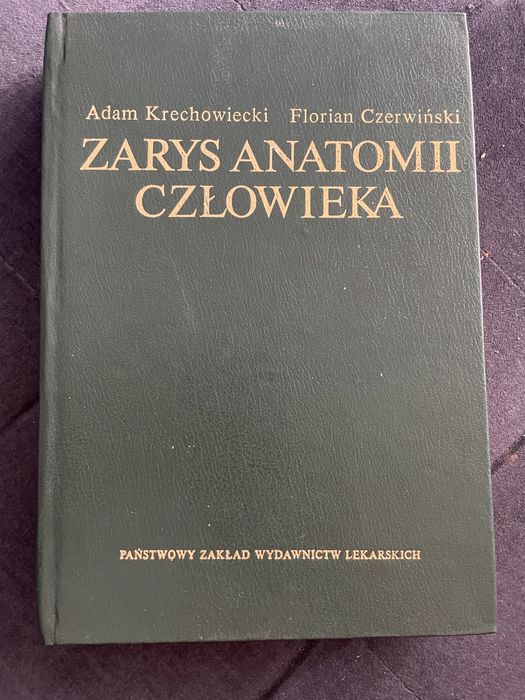 Adam Krechowiecki Florian Czerwiński
ZARYS ANATOMII
CZŁOWIEKA
PAŃSTWOWY ZAKŁAD WYDAWNICTW LEKARSKICH